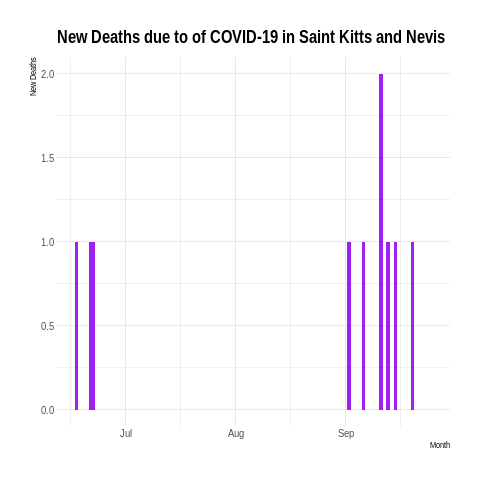 New Deaths due to of COVID-19 in Saint Kitts and Nevis
New Deaths
2.0
1.5
1.0
0.5
0.0
Jul Aug Sep
Month